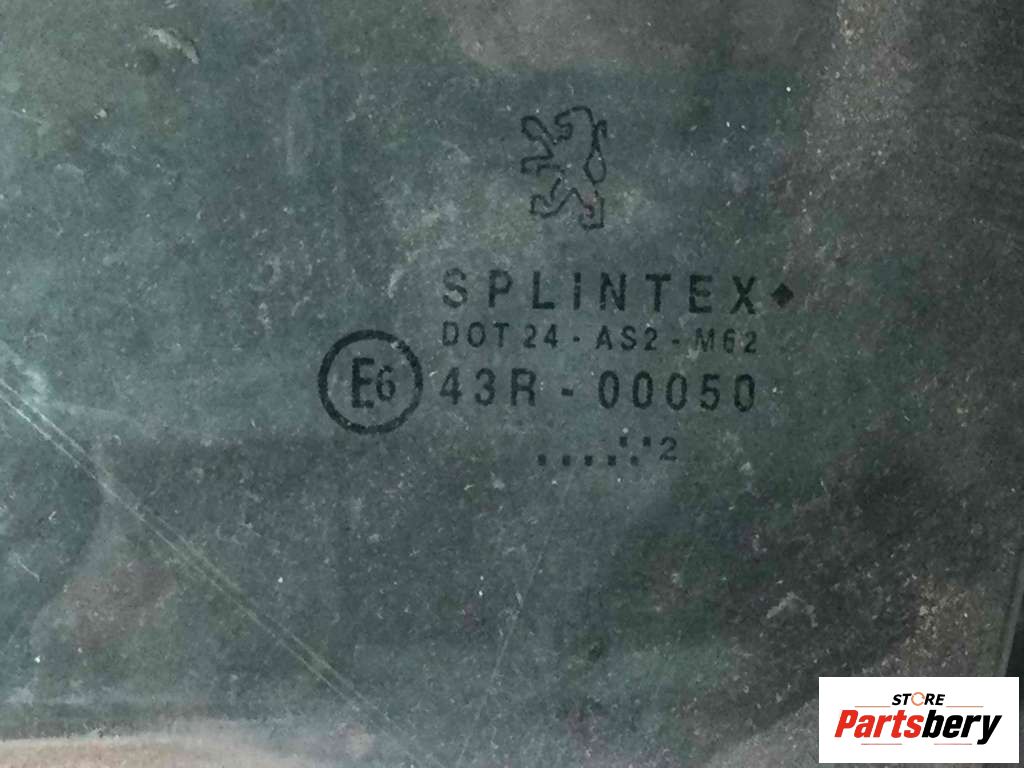 SPLINTEX◆
DOT 24 - AS2 - M62
E6 43R - 00050
....."2
STORE
Partsbery